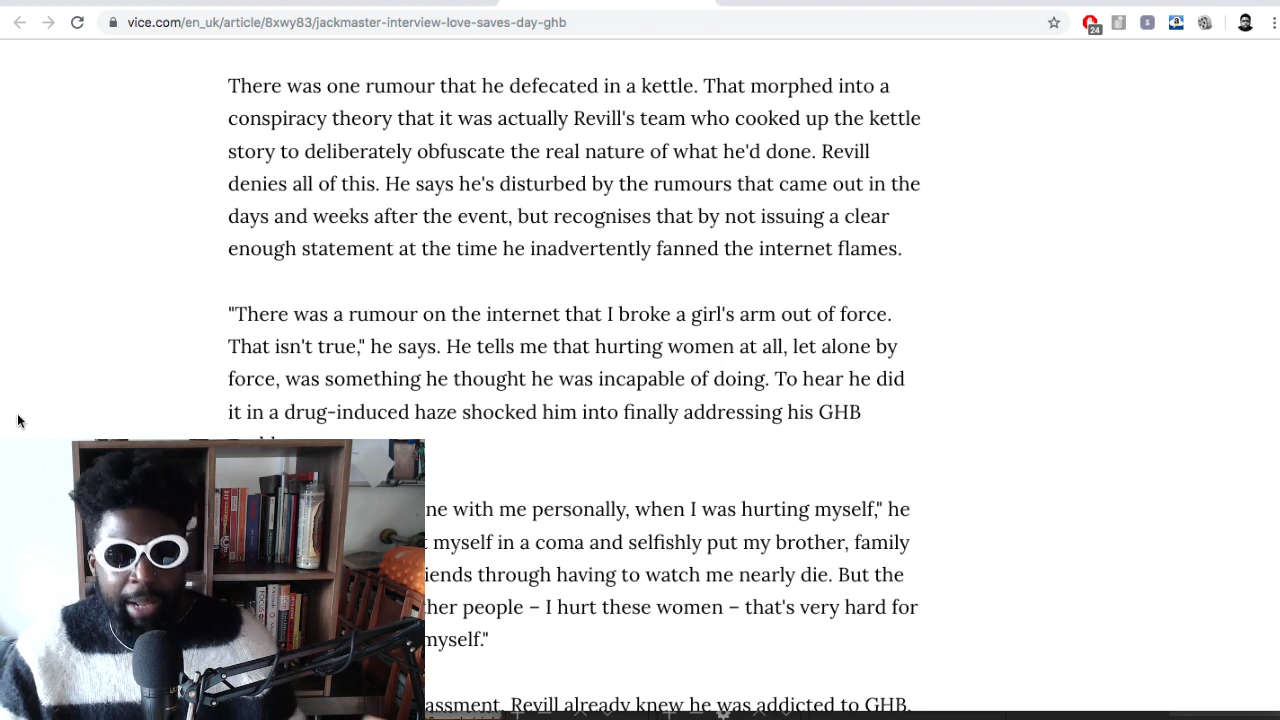 vice.com/en_uk/article/8xwy83/jackmaster-interview-love-saves-day-ghb
24
There was one rumour that he defecated in a kettle. That morphed into a
conspiracy theory that it was actually Revill's team who cooked up the kettle
story to deliberately obfuscate the real nature of what he'd done. Revill
denies all of this. He says he's disturbed by the rumours that came out in the
days and weeks after the event, but recognises that by not issuing a clear
enough statement at the time he inadvertently fanned the internet flames.
"There was a rumour on the internet that I broke a girl's arm out of force.
That isn't true," he says. He tells me that hurting women at all, let alone by
force, was something he thought he was incapable of doing. To hear he did
it in a drug-induced haze shocked him into finally addressing his GHB
ne with me personally, when I was hurting myself," he
myself in a coma and selfishly put my brother, family
iends through having to watch me nearly die. But the
her people – I hurt these women – that's very hard for
myself."
assment, Revill already knew he was addicted to GHB.